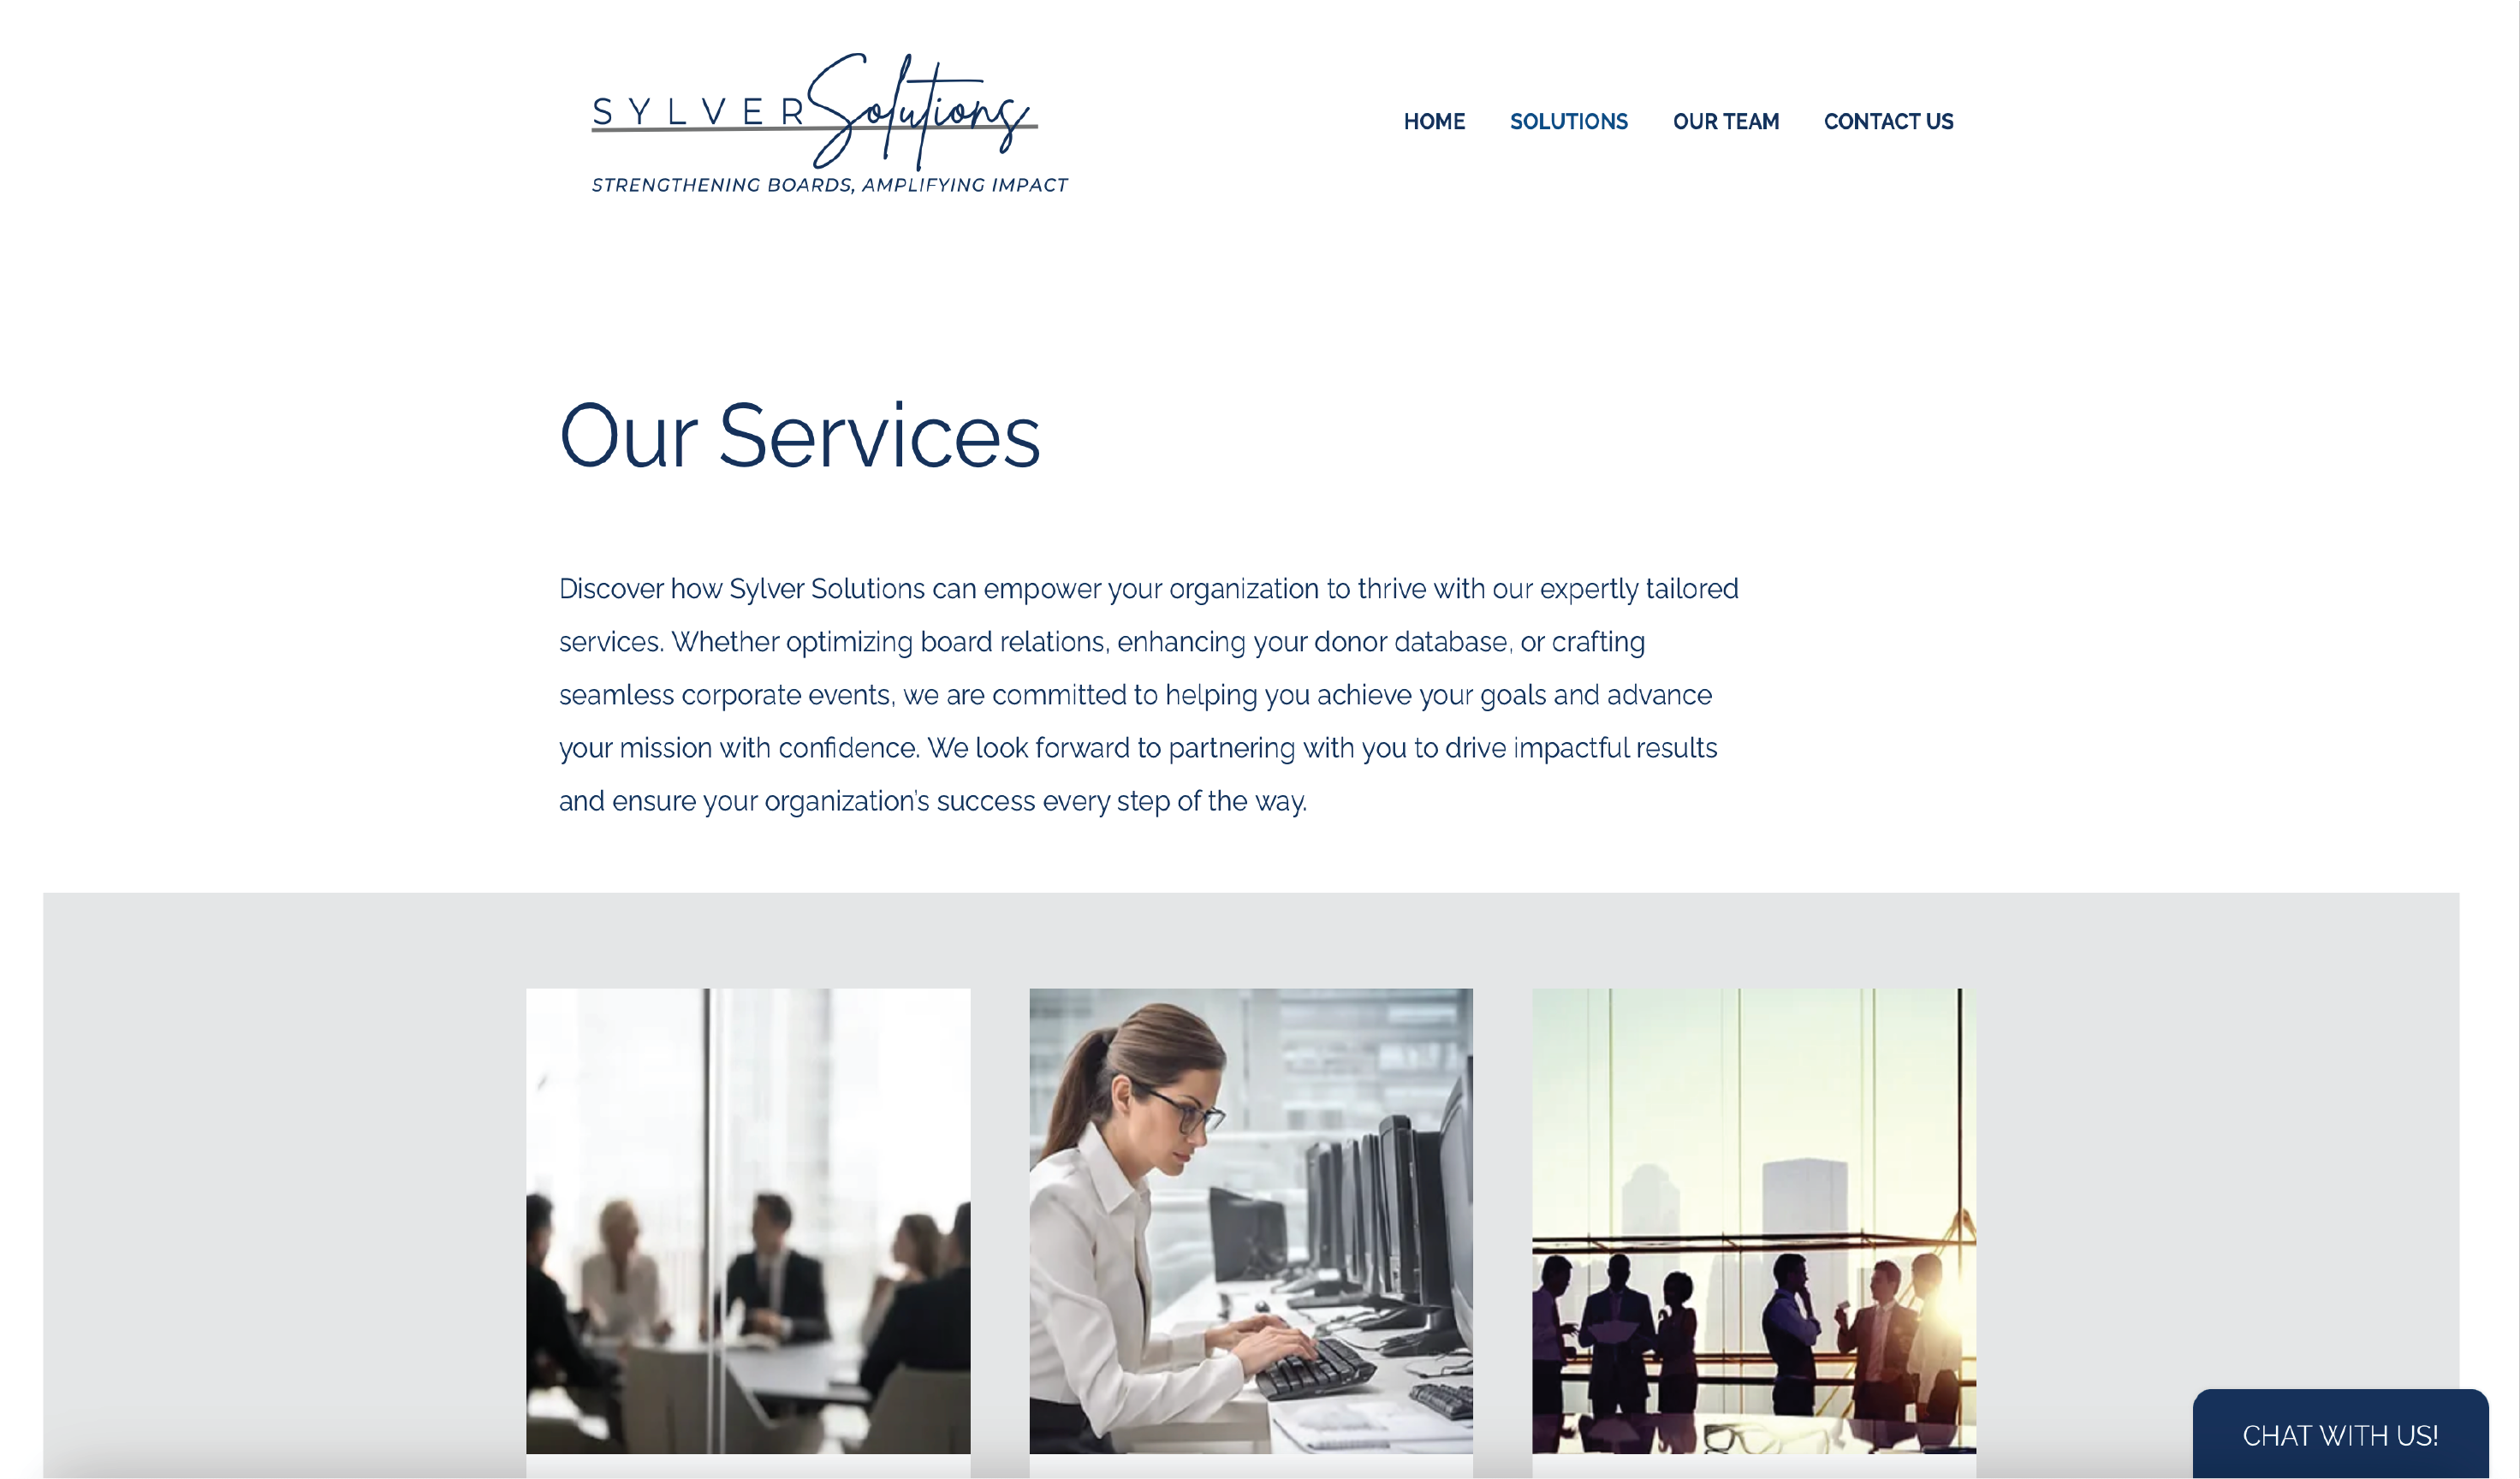 SYLVER Solutions
STRENGTHENING BOARDS, AMPLIFYING IMPACT
HOME SOLUTIONS OUR TEAM CONTACT US
Our Services
Discover how Sylver Solutions can empower your organization to thrive with our expertly tailored
services. Whether optimizing board relations, enhancing your donor database, or crafting
seamless corporate events, we are committed to helping you achieve your goals and advance
your mission with confidence. We look forward to partnering with you to drive impactful results
and ensure your organization’s success every step of the way.
CHAT WITH US!